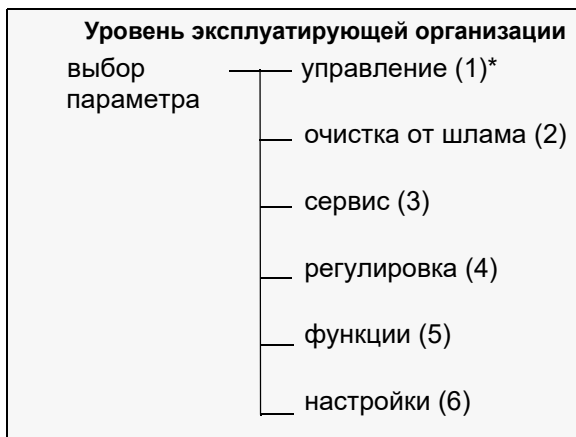 Уровень эксплуатирующей организации
выбор управление (1)*
параметра
очистка от шлама (2)
сервис (3)
регулировка (4)
функции (5)
настройки (6)